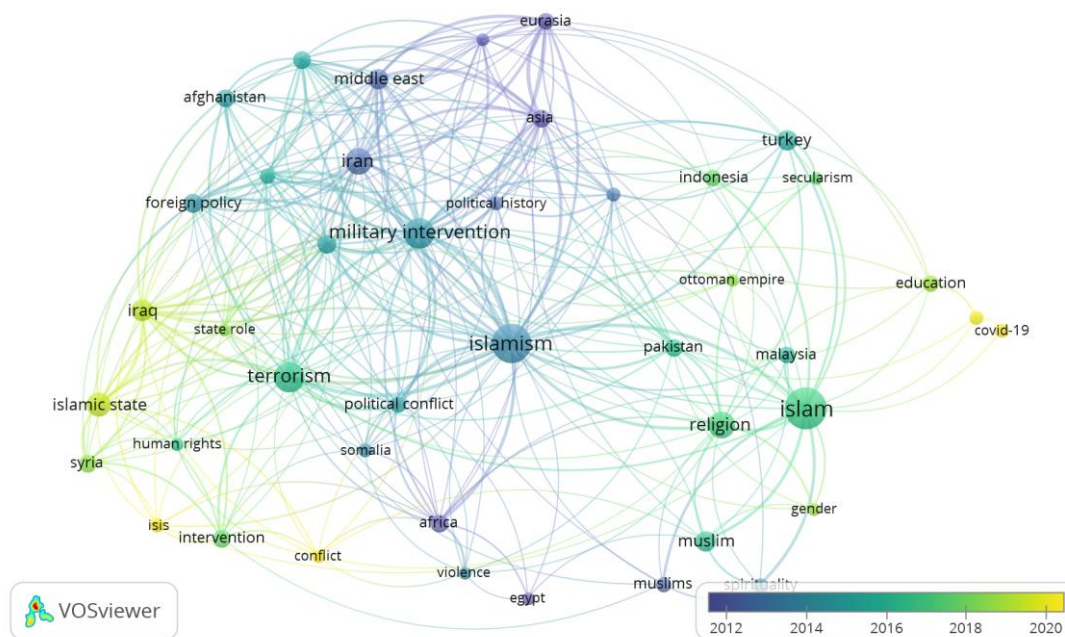 eurasia
middle east
afghanistan
asia
turkey
iran
indonesia
secularism
foreign policy
political history
military intervention
ottoman empire
education
iraq
state role
covid-19
islamism
pakistan
malaysia
terrorism
islamic state
political conflict
islam
religion
human rights
somalia
syria
gender
isis
africa
intervention
muslim
conflict
violence
muslims
spirituality
egypt
VOSviewer
2012 2014 2016 2018 2020